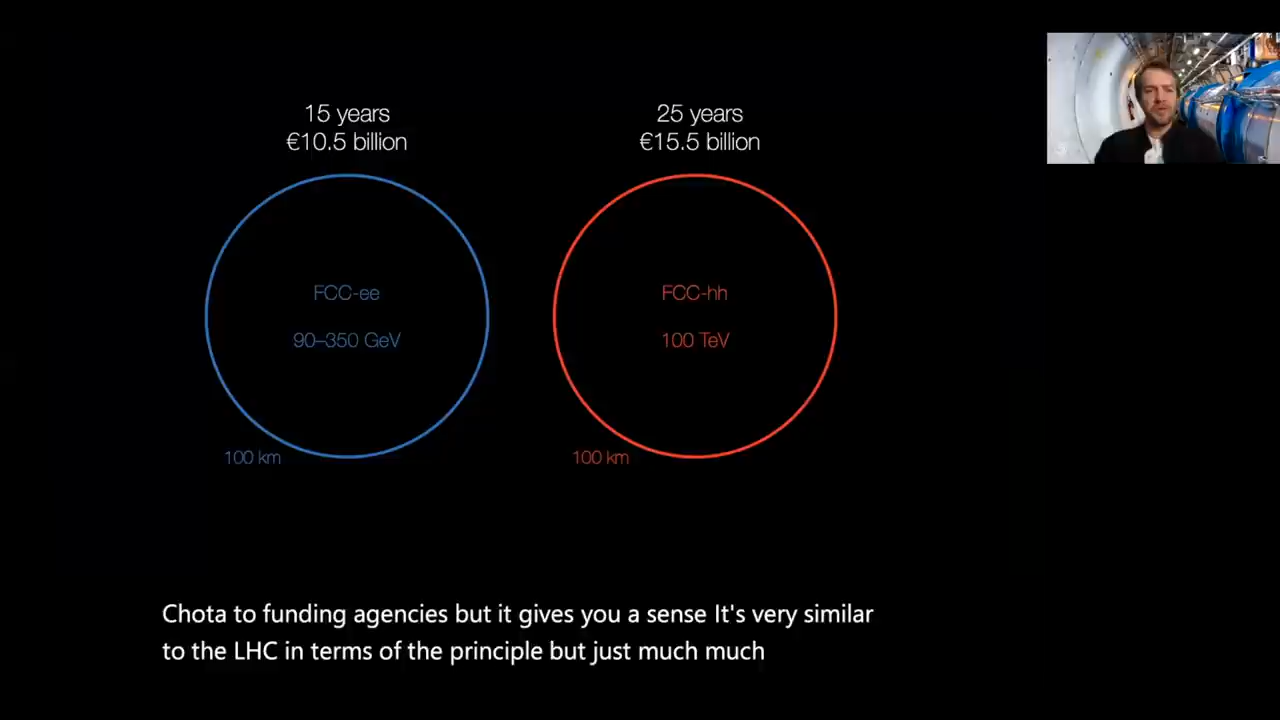 15 years
€10.5 billion
25 years
€15.5 billion
FCC-ee
90–350 GeV
FCC-hh
100 TeV
100 km
100 km
Chota to funding agencies but it gives you a sense It's very similar
to the LHC in terms of the principle but just much much